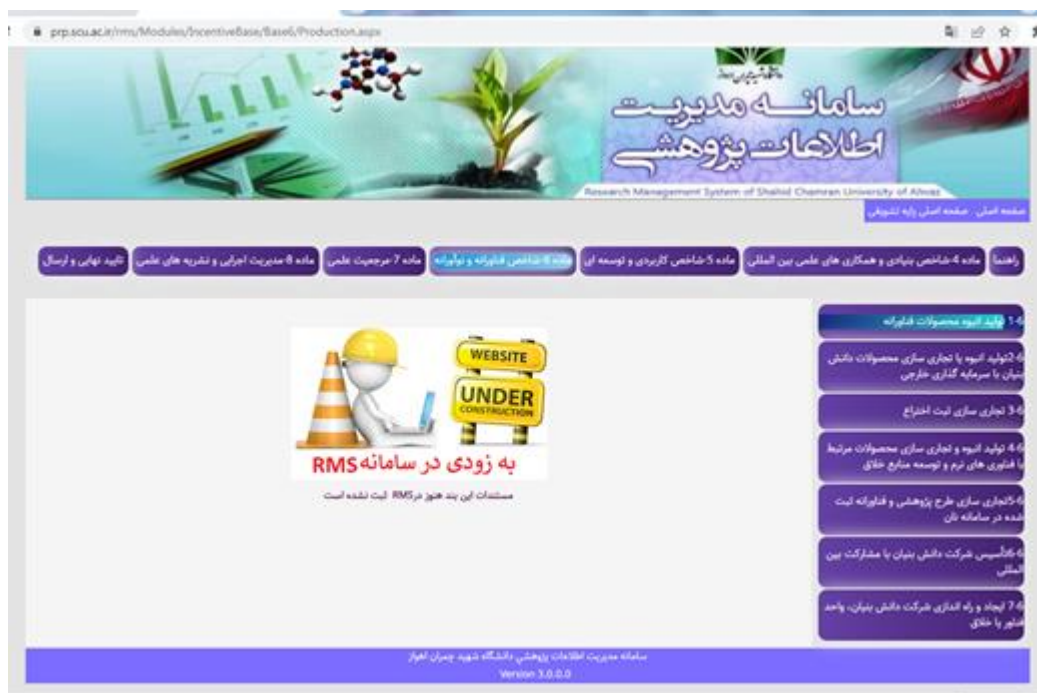 prp.scu.ac.ir/rms/Modules/IncentiveBase/Base6/Production.aspx
سامانه مدیریت
اطلاعات پژوهشی
Research Management System of Shahid Chamran University of Ahvaz
صفحه اصلی صفحه اصلی پایه تشویقی
راهنما
ماده 4-شاخص بنیادی و همکاری های علمی بین المللی
ماده 5-شاخص کاربردی و توسعه ای
ماده 6-شاخص فناورانه و نوآورانه
ماده 7-مرجعیت علمی
ماده 8-مدیریت اجرایی و نشریه های علمی
تایید نهایی و ارسال
1-6 تولید انبوه محصولات فناورانه
2-6تولید انبوه یا تجاری سازی محصولات دانش
بنیان با سرمایه گذاری خارجی
3-6 تجاری سازی ثبت اختراع
4-6 تولید انبوه و تجاری سازی محصولات مرتبط
با فناوری های نرم و توسعه منابع خلاق
5-6تجاری سازی طرح پژوهشی و فناورانه ثبت
شده در سامانه نان
6-6تأسیس شرکت دانش بنیان با مشارکت بین
المللی
7-6 ایجاد و راه اندازی شرکت دانش بنیان، واحد
فناور یا خلاق
WEBSITE
UNDER
CONSTRUCTION
به زودی در سامانه RMS
مستندات این بند هنوز در RMS ثبت نشده است
سامانه مدیریت اطلاعات پژوهشي دانشگاه شهید چمران اهواز
Version 3.0.0.0